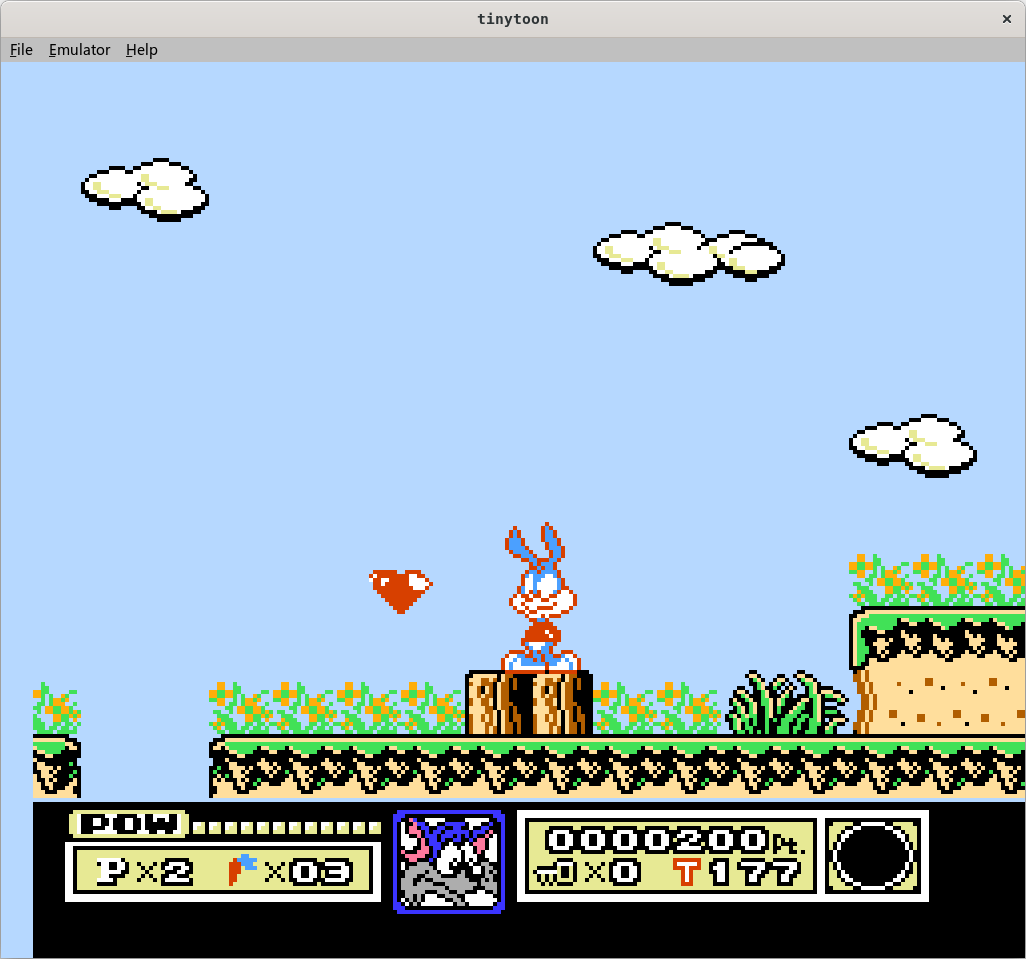 tinytoon
File Emulator Help
POW
P×2 ×03
0000200Pt.
×0 T177